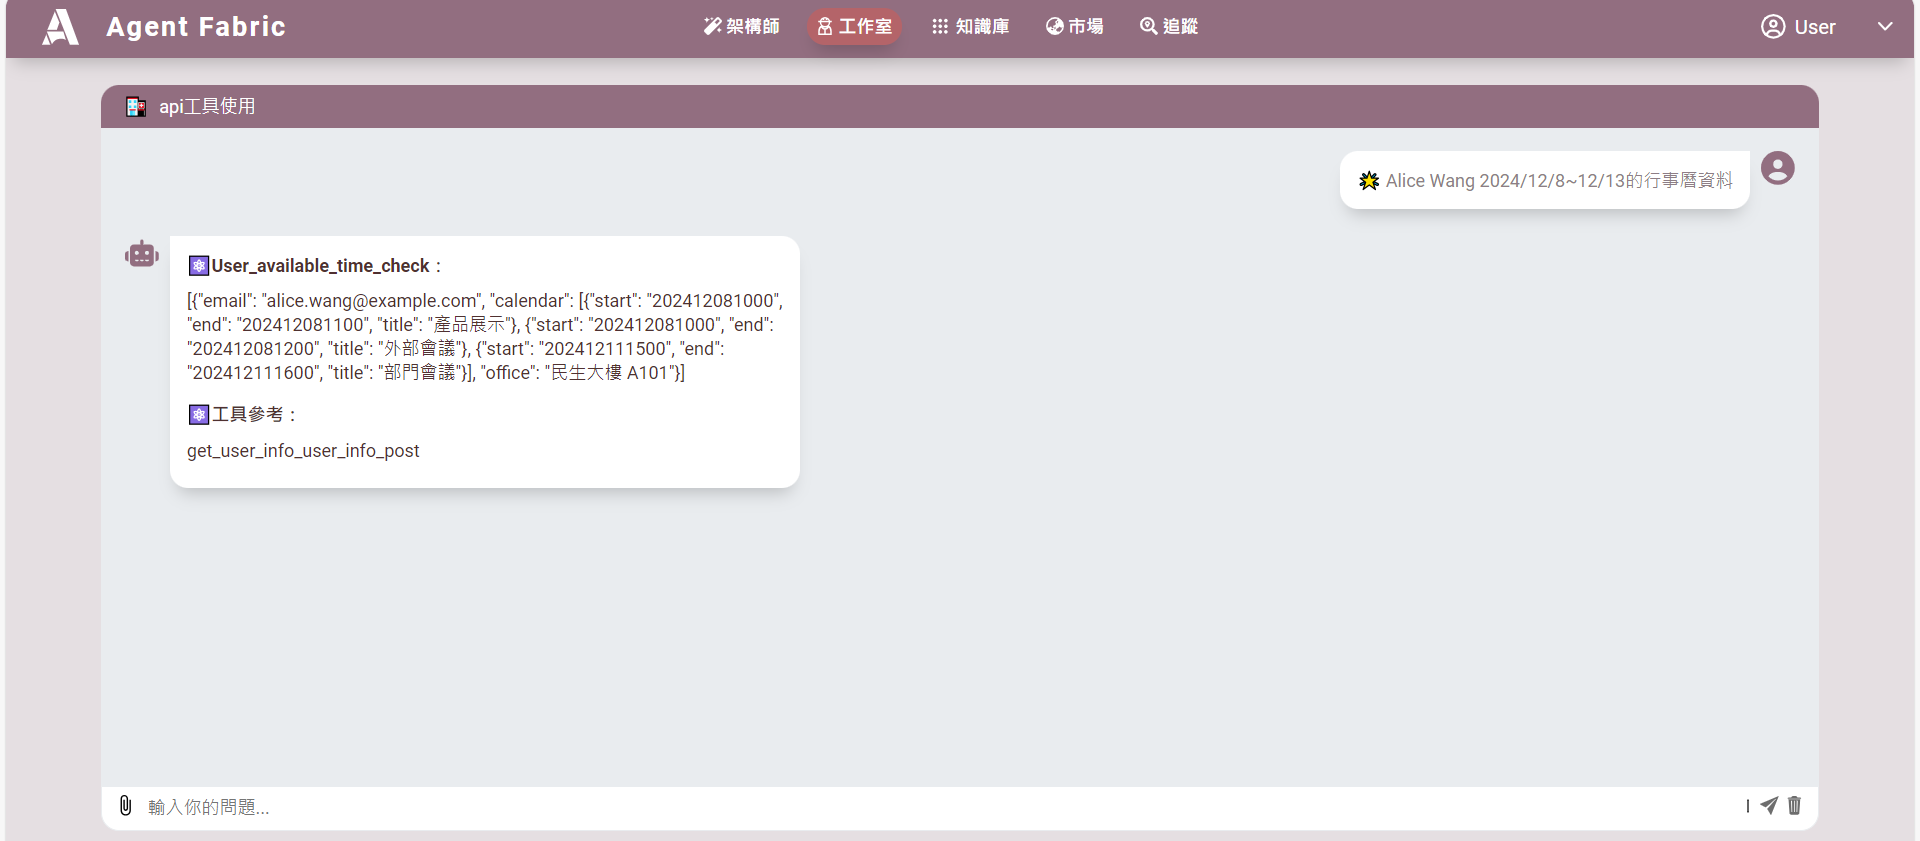 Agent Fabric
架構師
工作室
知識庫
市場
追蹤
User
api工具使用
Alice Wang 2024/12/8~12/13的行事曆資料
User_available_time_check：
[{"email": "alice.wang@example.com", "calendar": [{"start": "202412081000",
"end": "202412081100", "title": "產品展示"}, {"start": "202412081000", "end":
"202412081200", "title": "外部會議"}, {"start": "202412111500", "end":
"202412111600", "title": "部門會議"}], "office": "民生大樓 A101"}]
工具參考：
get_user_info_user_info_post
輸入你的問題...